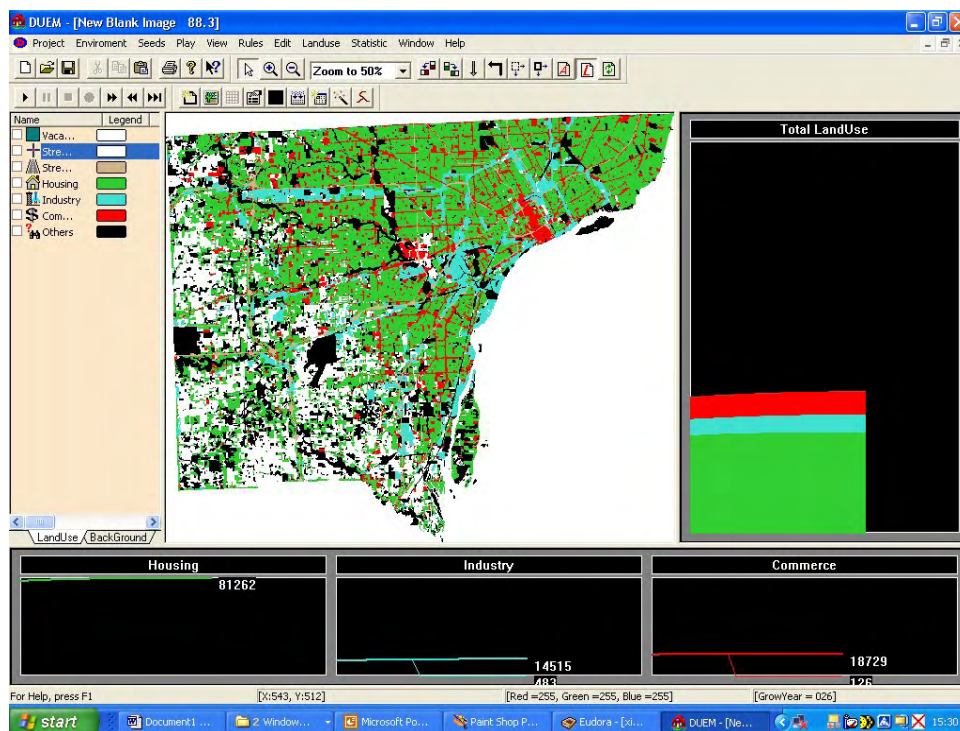 DUEM - [New Blank Image 88.3]
Project Enviroment Seeds Play View Rules Edit Landuse Statistic Window Help
Zoom to 50%
Name Legend
Vaca...
Stre...
Stre...
Housing
Industry
Com...
Others
LandUse BackGround
Total LandUse
Housing
81262
Industry
14515
483
Commerce
18729
126
For Help, press F1 [X:543, Y:512] [Red =255, Green =255, Blue =255] [GrowYear = 026]
start Document1 ... 2 Window... Microsoft Po... Paint Shop P... Eudora - [xi... DUEM - [Ne... 15:30